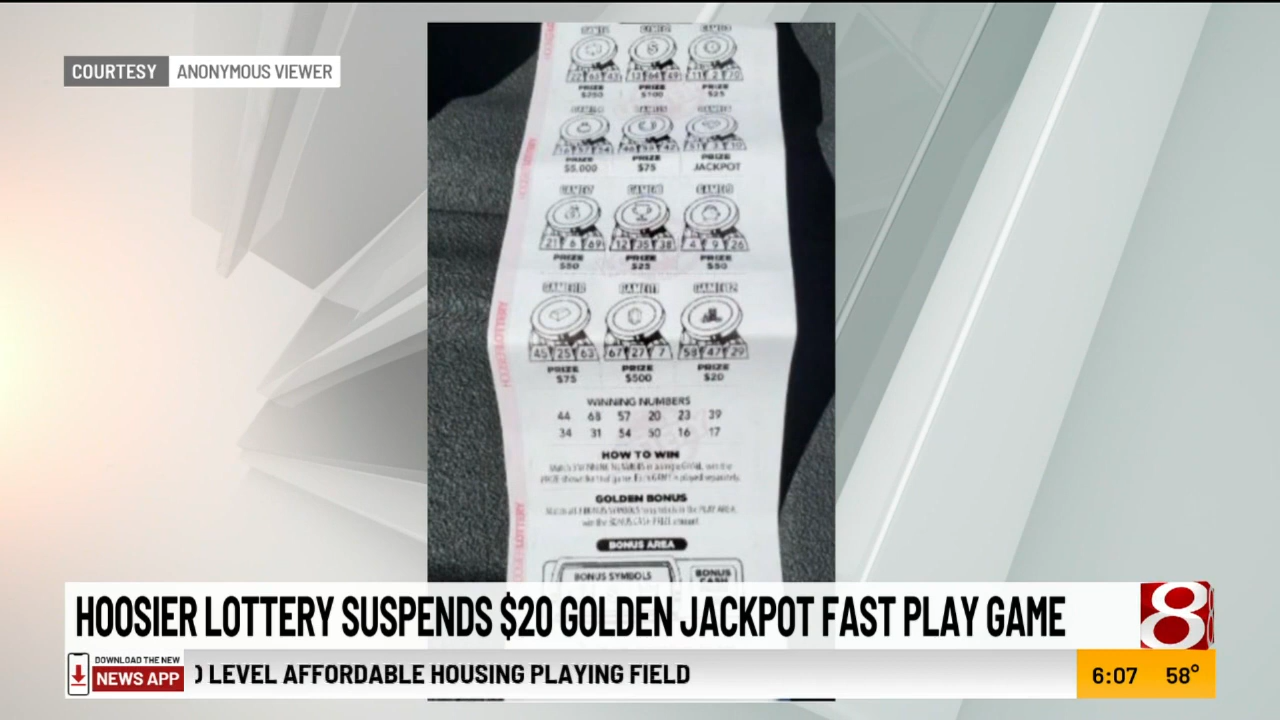 COURTESY ANONYMOUS VIEWER
PRIZE PRIZE PRIZE
$250 $100 $25
PRIZE PRIZE PRIZE
$5,000 $75 JACKPOT
GAME 7 GAME 8 GAME 9
21 6 69 12 35 38 4 9 26
PRIZE PRIZE PRIZE
$50 $25 $50
GAME 10 GAME 11 GAME 12
45 25 63 67 27 7 58 47 29
PRIZE PRIZE PRIZE
$75 $500 $20
HOOSIER LOTTERY
WINNING NUMBERS
44 68 57 20 23 39
34 31 54 50 16 17
HOW TO WIN
GOLDEN BONUS
BONUS AREA
BONUS SYMBOLS BONUS CASH
HOOSIER LOTTERY SUSPENDS $20 GOLDEN JACKPOT FAST PLAY GAME
8
DOWNLOAD THE NEW
NEWS APP
LEVEL AFFORDABLE HOUSING PLAYING FIELD
6:07 58°